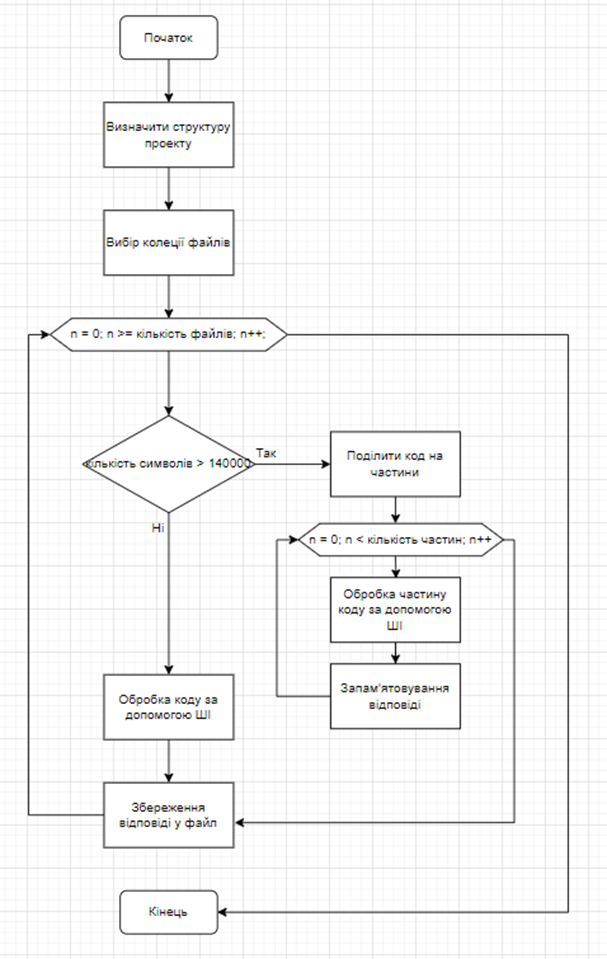 Початок
Визначити структуру
проекту
Вибір колеції файлів
n = 0; n >= кількість файлів; n++;
кількість символів > 140000
Так
Поділити код на
частини
n = 0; n < кількість частин; n++
Ні
Обробка частину
коду за допомогою
ШІ
Запам'ятовування
відповіді
Обробка коду за
допомогою ШІ
Збереження
відповіді у файл
Кінець